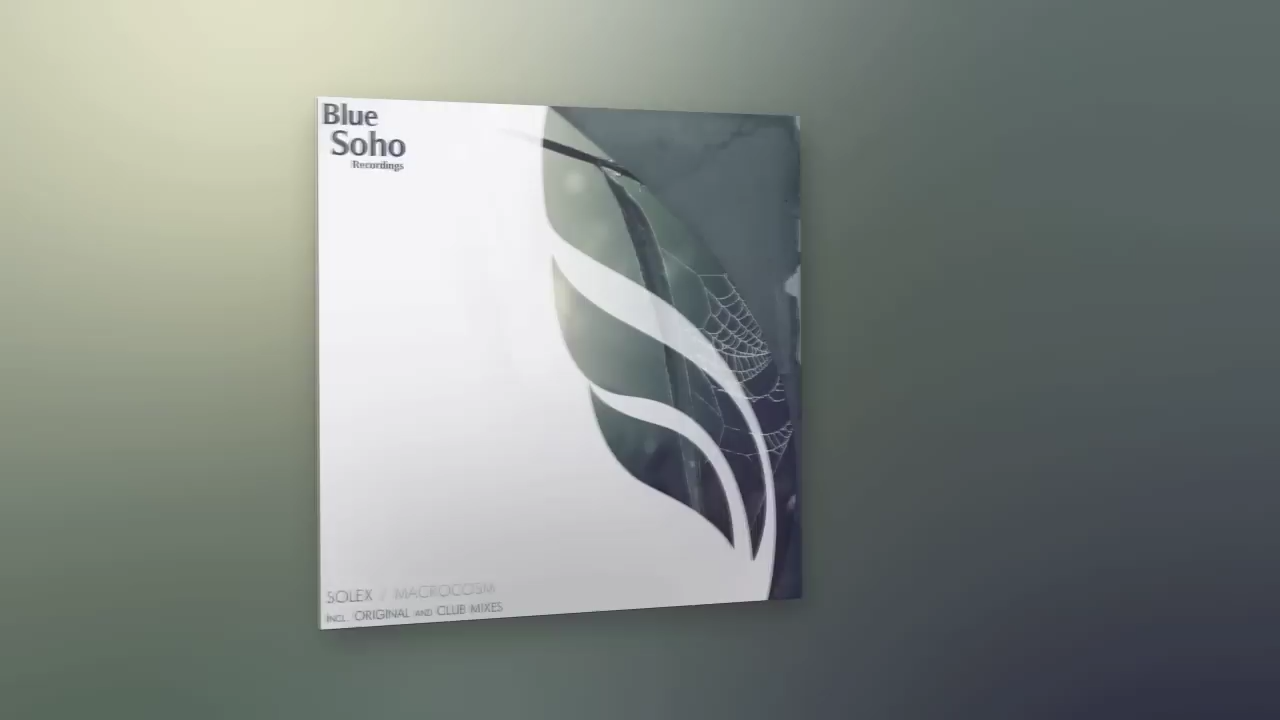 Blue
Soho
Recordings
SOLEX / MACROCOSM
INCL. ORIGINAL AND CLUB MIXES